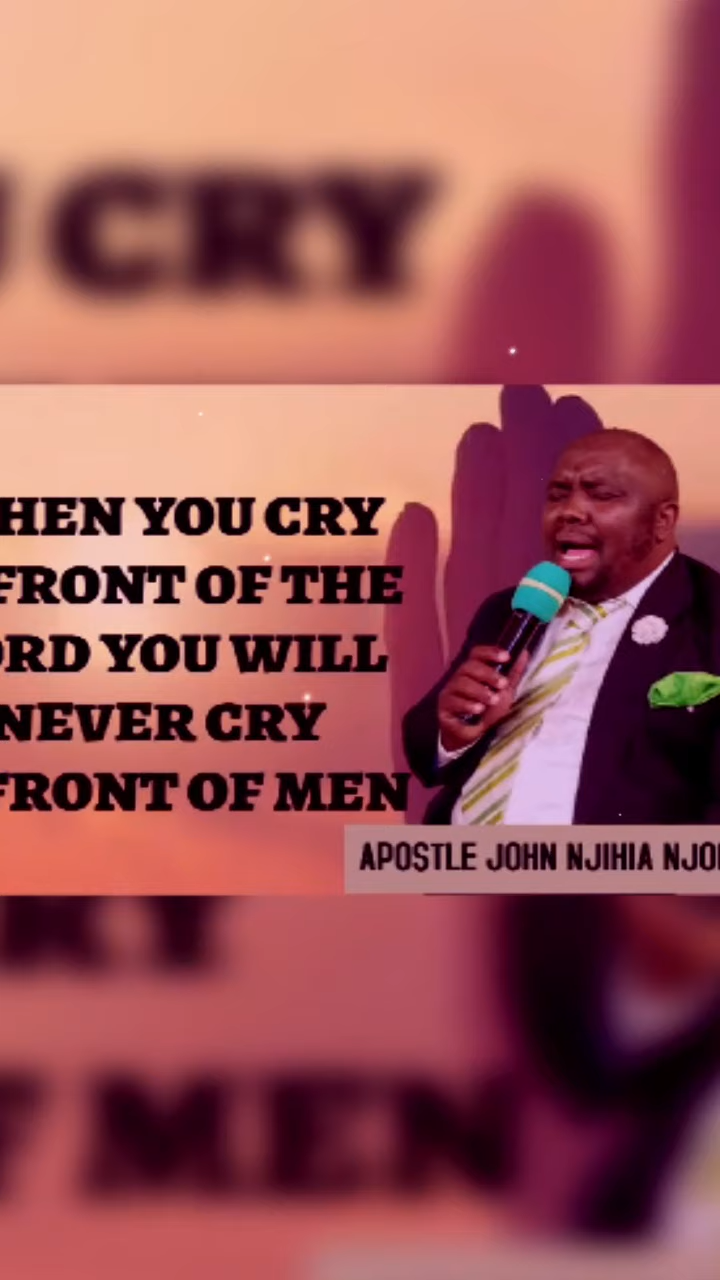 CRY
HEN YOU CRY
FRONT OF THE
ORD YOU WILL
NEVER CRY
FRONT OF MEN
APOSTLE JOHN NJIHIA NJO
MEN